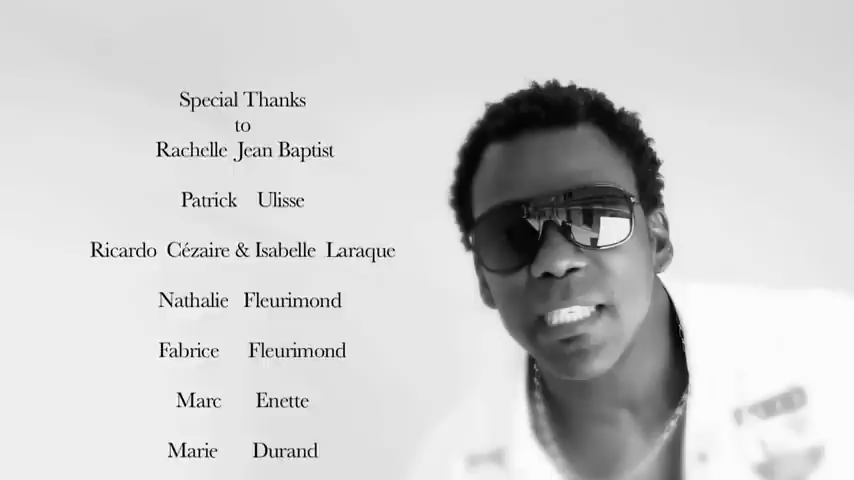 Special Thanks
to
Rachelle Jean Baptist
Patrick Ulisse
Ricardo Cézaire & Isabelle Laraque
Nathalie Fleurimond
Fabrice Fleurimond
Marc Enette
Marie Durand